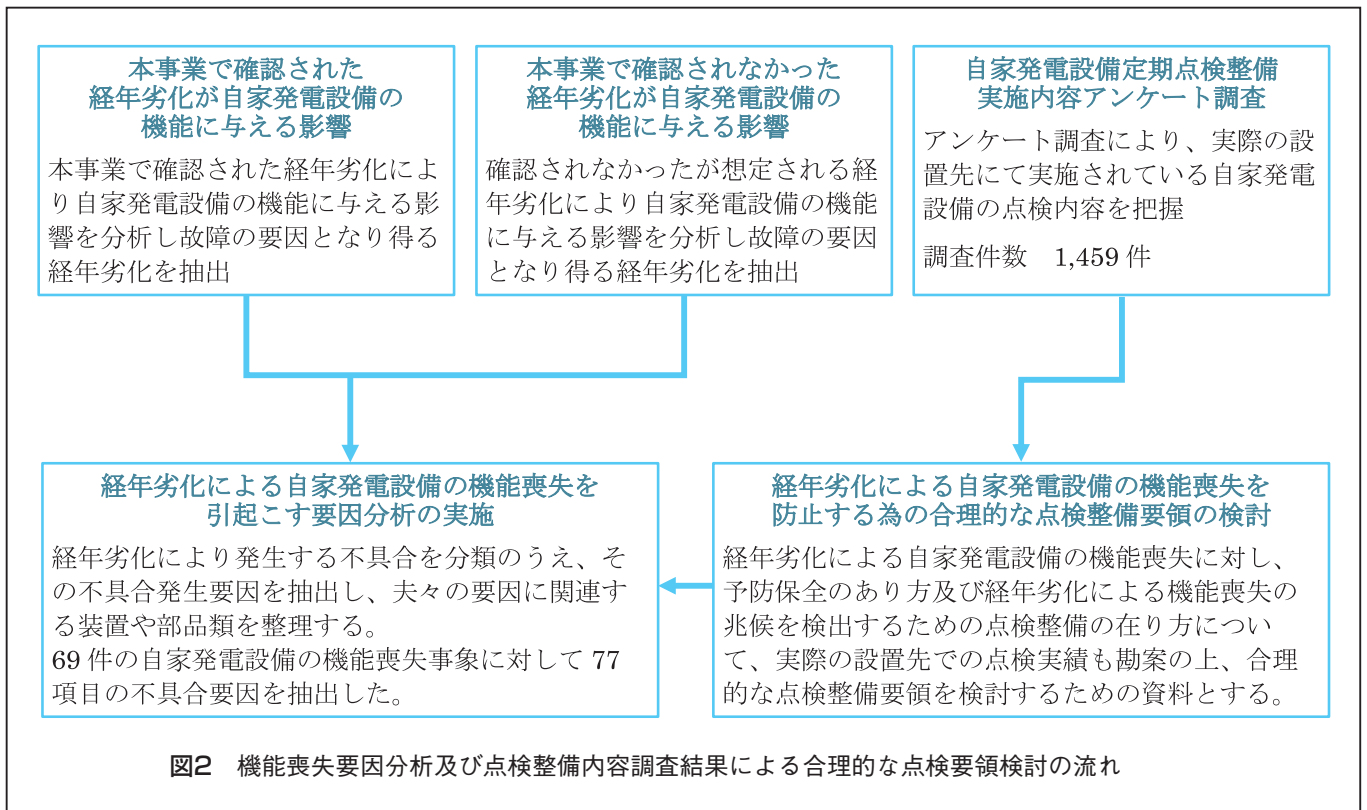 本事業で確認された
経年劣化が自家発電設備の
機能に与える影響
本事業で確認された経年劣化によ
り自家発電設備の機能に与える影
響を分析し故障の要因となり得る
経年劣化を抽出
本事業で確認されなかった
経年劣化が自家発電設備の
機能に与える影響
確認されなかったが想定される経
年劣化により自家発電設備の機能
に与える影響を分析し故障の要因
となり得る経年劣化を抽出
自家発電設備定期点検整備
実施内容アンケート調査
アンケート調査により、実際の設
置先にて実施されている自家発電
設備の点検内容を把握
調査件数　1,459 件
経年劣化による自家発電設備の機能喪失を
引起こす要因分析の実施
経年劣化により発生する不具合を分類のうえ、そ
の不具合発生要因を抽出し、夫々の要因に関連す
る装置や部品類を整理する。
69 件の自家発電設備の機能喪失事象に対して 77
項目の不具合要因を抽出した。
経年劣化による自家発電設備の機能喪失を
防止する為の合理的な点検整備要領の検討
経年劣化による自家発電設備の機能喪失に対し、
予防保全のあり方及び経年劣化による機能喪失の
兆候を検出するための点検整備の在り方につい
て、実際の設置先での点検実績も勘案の上、合理
的な点検整備要領を検討するための資料とする。
図2　機能喪失要因分析及び点検整備内容調査結果による合理的な点検要領検討の流れ